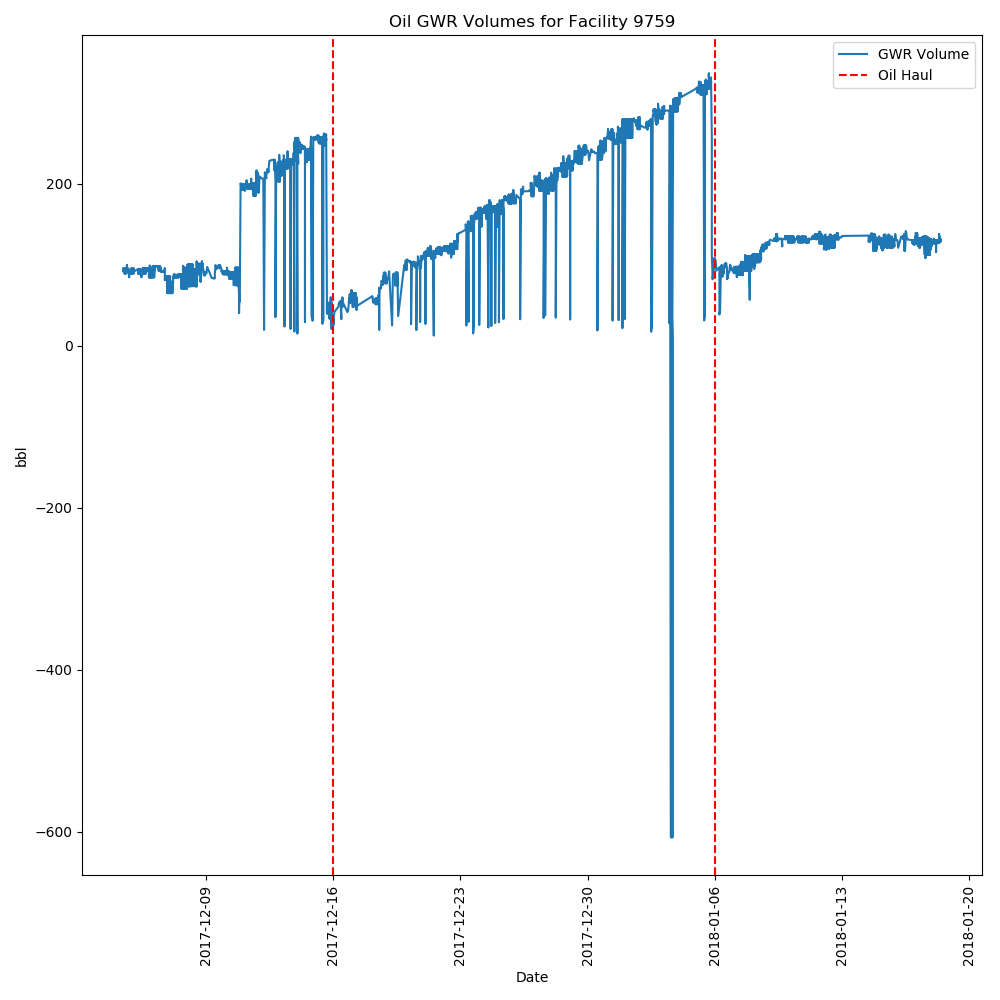 Oil GWR Volumes for Facility 9759
GWR Volume
Oil Haul
200
0
−200
−400
−600
bbl
2017-12-09
2017-12-16
2017-12-23
2017-12-30
2018-01-06
2018-01-13
2018-01-20
Date